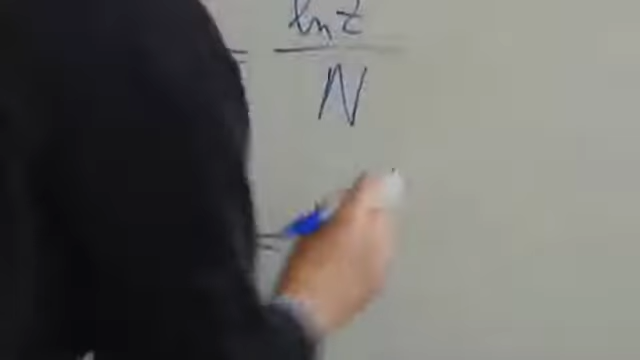 = ln Z
N
=